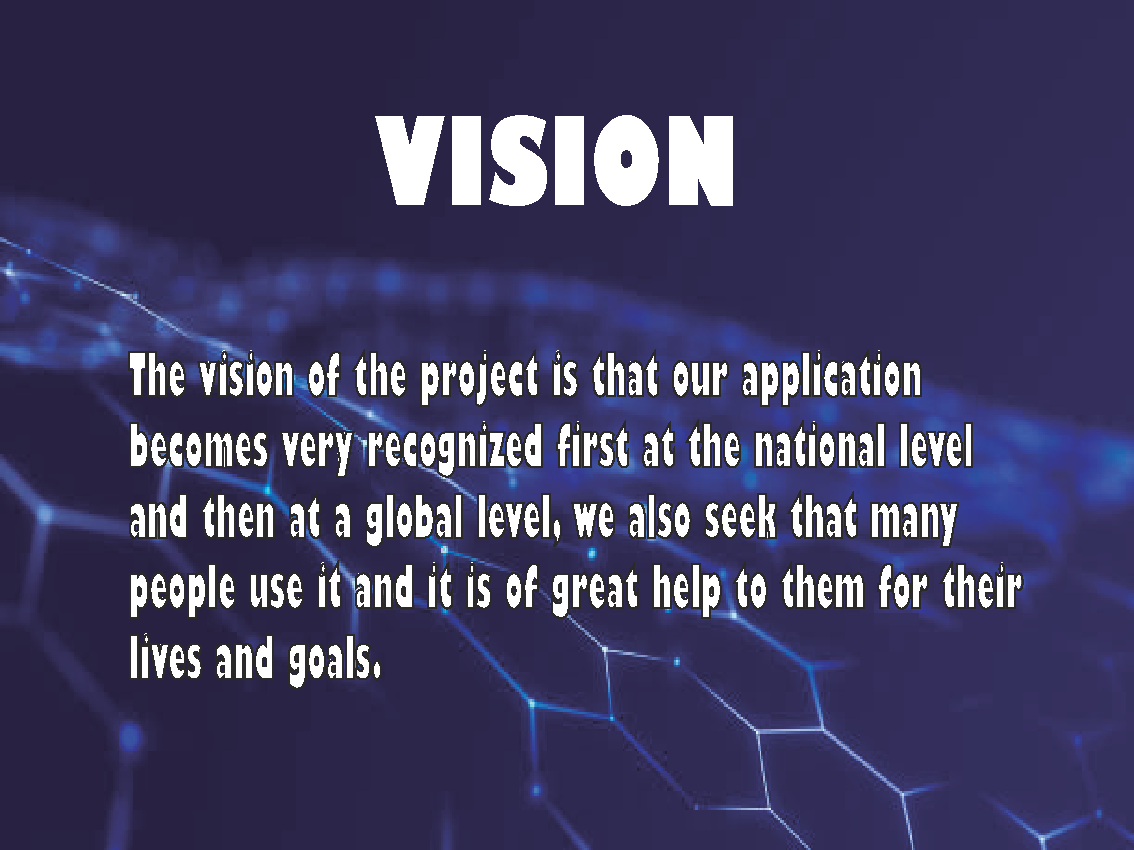 VISION
The vision of the project is that our application
becomes very recognized first at the national level
and then at a global level, we also seek that many
people use it and it is of great help to them for their
lives and goals.